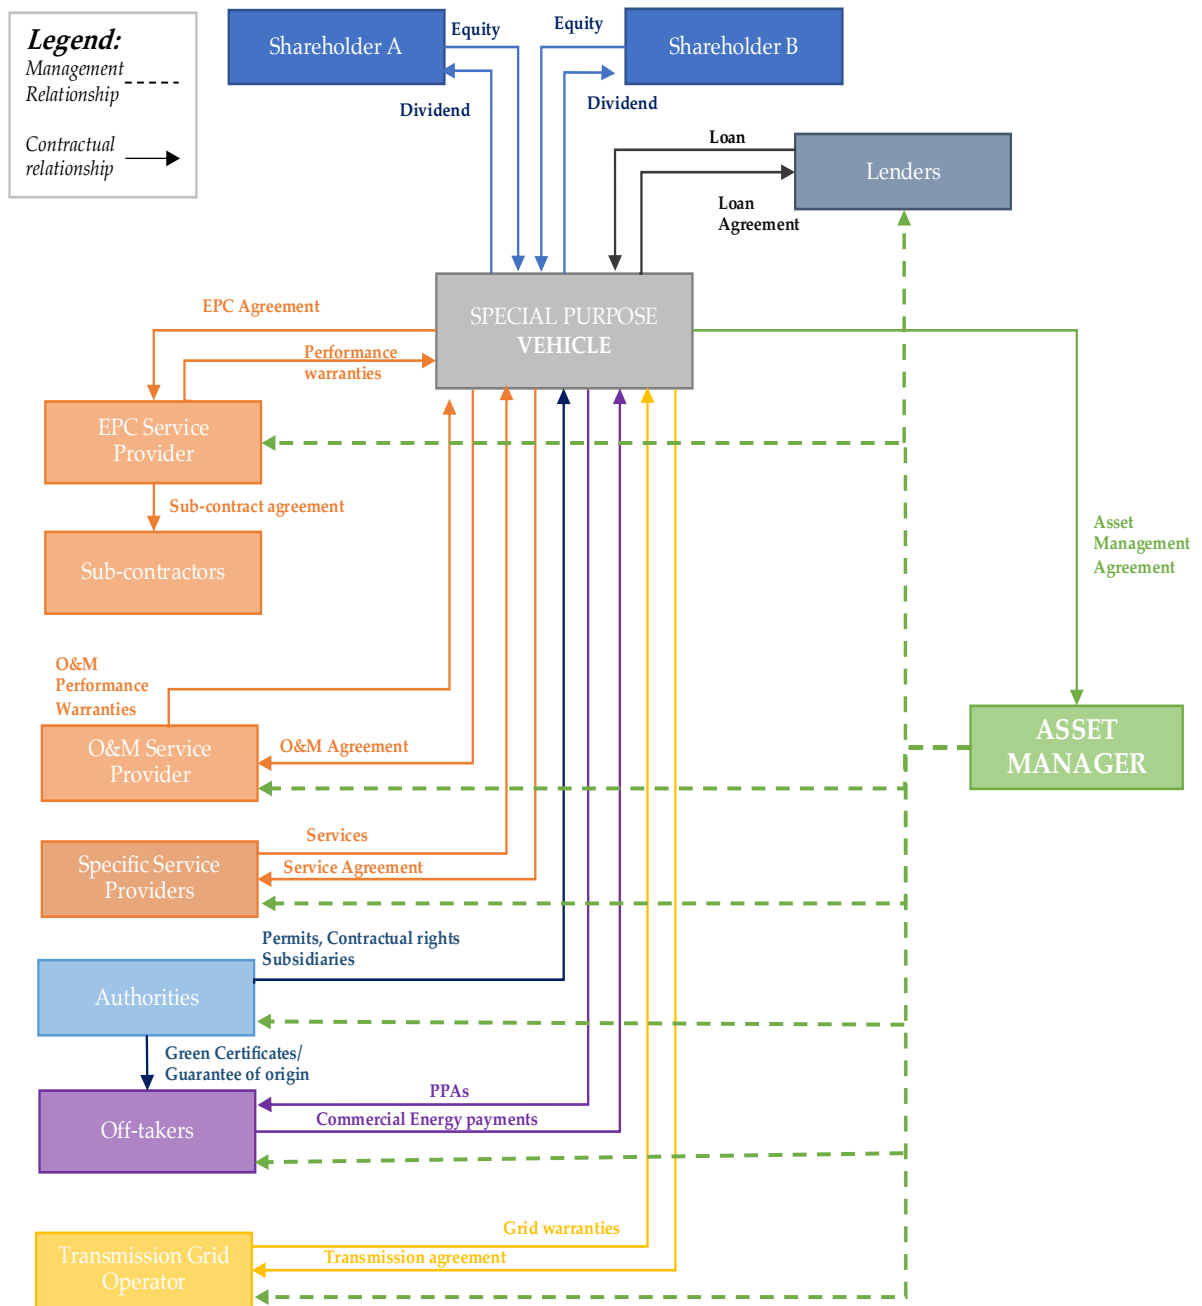 Legend:
Management
Relationship
Contractual
relationship
Shareholder A
Equity
Dividend
Equity
Shareholder B
Dividend
Loan
Lenders
Loan
Agreement
SPECIAL PURPOSE
VEHICLE
EPC Agreement
Performance
warranties
EPC Service
Provider
Sub-contract agreement
Sub-contractors
Asset
Management
Agreement
O&M
Performance
Warranties
O&M Service
Provider
O&M Agreement
ASSET
MANAGER
Services
Specific Service
Providers
Service Agreement
Permits, Contractual rights
Subsidiaries
Authorities
Green Certificates/
Guarantee of origin
PPAs
Off-takers
Commercial Energy payments
Grid warranties
Transmission Grid
Operator
Transmission agreement